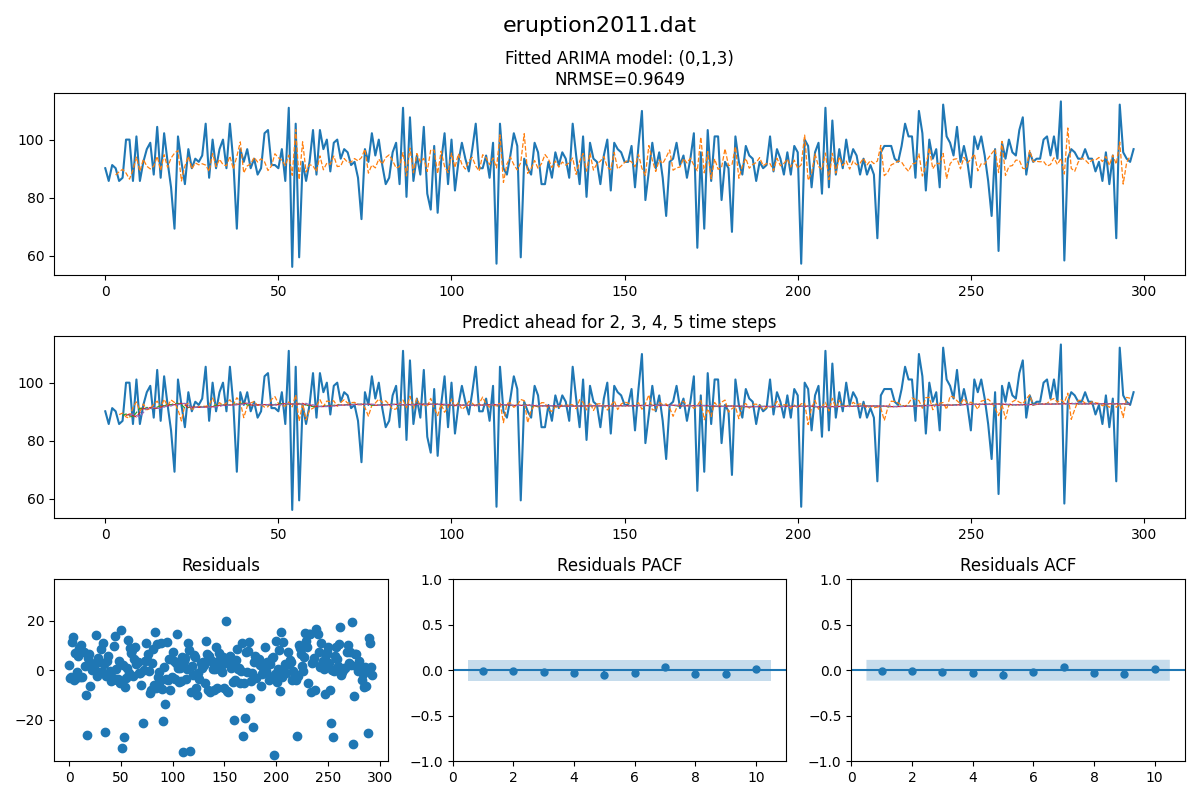 eruption2011.dat
Fitted ARIMA model: (0,1,3)
NRMSE=0.9649
100
80
60
0 50 100 150 200 250 300
Predict ahead for 2, 3, 4, 5 time steps
100
80
60
0 50 100 150 200 250 300
Residuals
20
0
−20
0 50 100 150 200 250 300
Residuals PACF
1.0
0.5
0.0
−0.5
−1.0
0 2 4 6 8 10
Residuals ACF
1.0
0.5
0.0
−0.5
−1.0
0 2 4 6 8 10